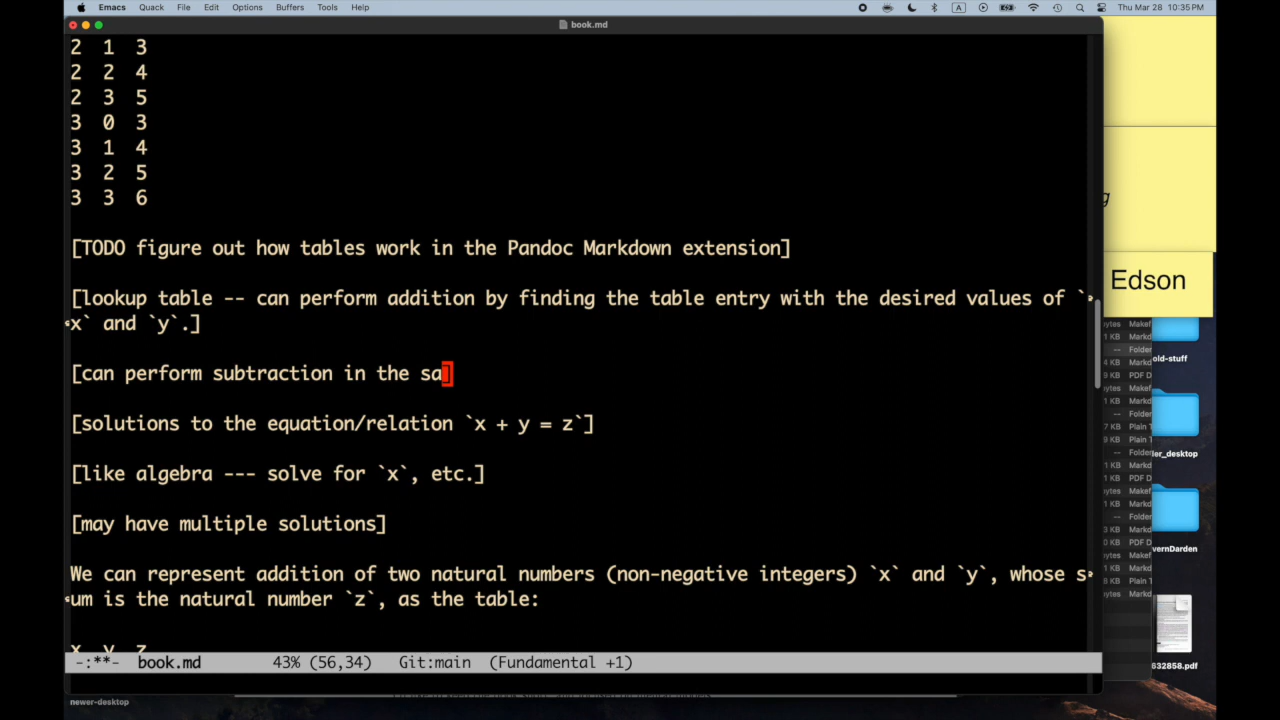 Emacs Quack File Edit Options Buffers Tools Help
Thu Mar 28 10:35 PM
book.md
2 1 3
2 2 4
2 3 5
3 0 3
3 1 4
3 2 5
3 3 6
[TODO figure out how tables work in the Pandoc Markdown extension]
[lookup table -- can perform addition by finding the table entry with the desired values of `
x` and `y`.]
[can perform subtraction in the sa]
[solutions to the equation/relation `x + y = z`]
[like algebra --- solve for `x`, etc.]
[may have multiple solutions]
We can represent addition of two natural numbers (non-negative integers) `x` and `y`, whose s
um is the natural number `z`, as the table:
x y z
-:**- book.md 43% (56,34) Git:main (Fundamental +1)
g
Edson
old-stuff
ler_desktop
vernDarden
632858.pdf
newer-desktop